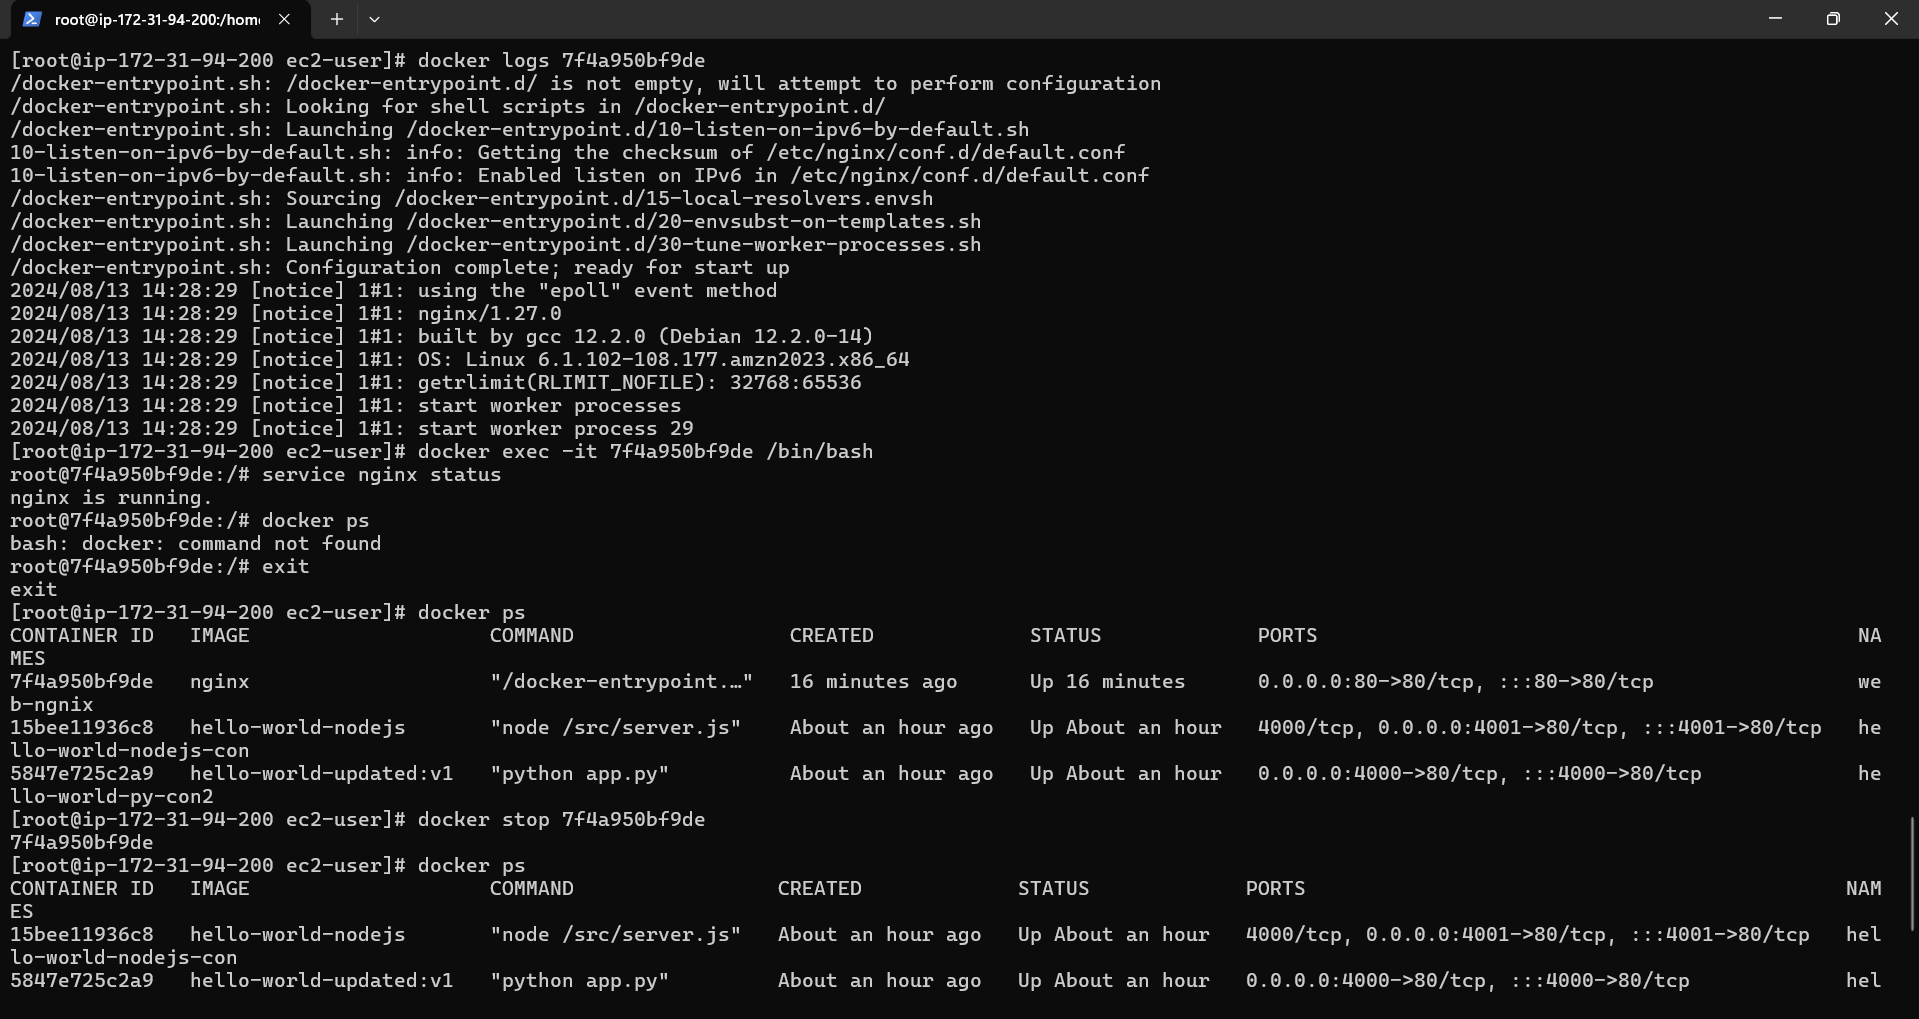 root@ip-172-31-94-200:/hom
[root@ip-172-31-94-200 ec2-user]# docker logs 7f4a950bf9de
/docker-entrypoint.sh: /docker-entrypoint.d/ is not empty, will attempt to perform configuration
/docker-entrypoint.sh: Looking for shell scripts in /docker-entrypoint.d/
/docker-entrypoint.sh: Launching /docker-entrypoint.d/10-listen-on-ipv6-by-default.sh
10-listen-on-ipv6-by-default.sh: info: Getting the checksum of /etc/nginx/conf.d/default.conf
10-listen-on-ipv6-by-default.sh: info: Enabled listen on IPv6 in /etc/nginx/conf.d/default.conf
/docker-entrypoint.sh: Sourcing /docker-entrypoint.d/15-local-resolvers.envsh
/docker-entrypoint.sh: Launching /docker-entrypoint.d/20-envsubst-on-templates.sh
/docker-entrypoint.sh: Launching /docker-entrypoint.d/30-tune-worker-processes.sh
/docker-entrypoint.sh: Configuration complete; ready for start up
2024/08/13 14:28:29 [notice] 1#1: using the "epoll" event method
2024/08/13 14:28:29 [notice] 1#1: nginx/1.27.0
2024/08/13 14:28:29 [notice] 1#1: built by gcc 12.2.0 (Debian 12.2.0-14)
2024/08/13 14:28:29 [notice] 1#1: OS: Linux 6.1.102-108.177.amzn2023.x86_64
2024/08/13 14:28:29 [notice] 1#1: getrlimit(RLIMIT_NOFILE): 32768:65536
2024/08/13 14:28:29 [notice] 1#1: start worker processes
2024/08/13 14:28:29 [notice] 1#1: start worker process 29
[root@ip-172-31-94-200 ec2-user]# docker exec -it 7f4a950bf9de /bin/bash
root@7f4a950bf9de:/# service nginx status
nginx is running.
root@7f4a950bf9de:/# docker ps
bash: docker: command not found
root@7f4a950bf9de:/# exit
exit
[root@ip-172-31-94-200 ec2-user]# docker ps
CONTAINER ID   IMAGE                    COMMAND                  CREATED             STATUS             PORTS                                             NA
MES
7f4a950bf9de   nginx                    "/docker-entrypoint.…"   16 minutes ago      Up 16 minutes      0.0.0.0:80->80/tcp, :::80->80/tcp                 we
b-ngnix
15bee11936c8   hello-world-nodejs       "node /src/server.js"    About an hour ago   Up About an hour   4000/tcp, 0.0.0.0:4001->80/tcp, :::4001->80/tcp   he
llo-world-nodejs-con
5847e725c2a9   hello-world-updated:v1   "python app.py"          About an hour ago   Up About an hour   0.0.0.0:4000->80/tcp, :::4000->80/tcp             he
llo-world-py-con2
[root@ip-172-31-94-200 ec2-user]# docker stop 7f4a950bf9de
7f4a950bf9de
[root@ip-172-31-94-200 ec2-user]# docker ps
CONTAINER ID   IMAGE                    COMMAND                 CREATED             STATUS             PORTS                                             NAM
ES
15bee11936c8   hello-world-nodejs       "node /src/server.js"   About an hour ago   Up About an hour   4000/tcp, 0.0.0.0:4001->80/tcp, :::4001->80/tcp   hel
lo-world-nodejs-con
5847e725c2a9   hello-world-updated:v1   "python app.py"         About an hour ago   Up About an hour   0.0.0.0:4000->80/tcp, :::4000->80/tcp             hel